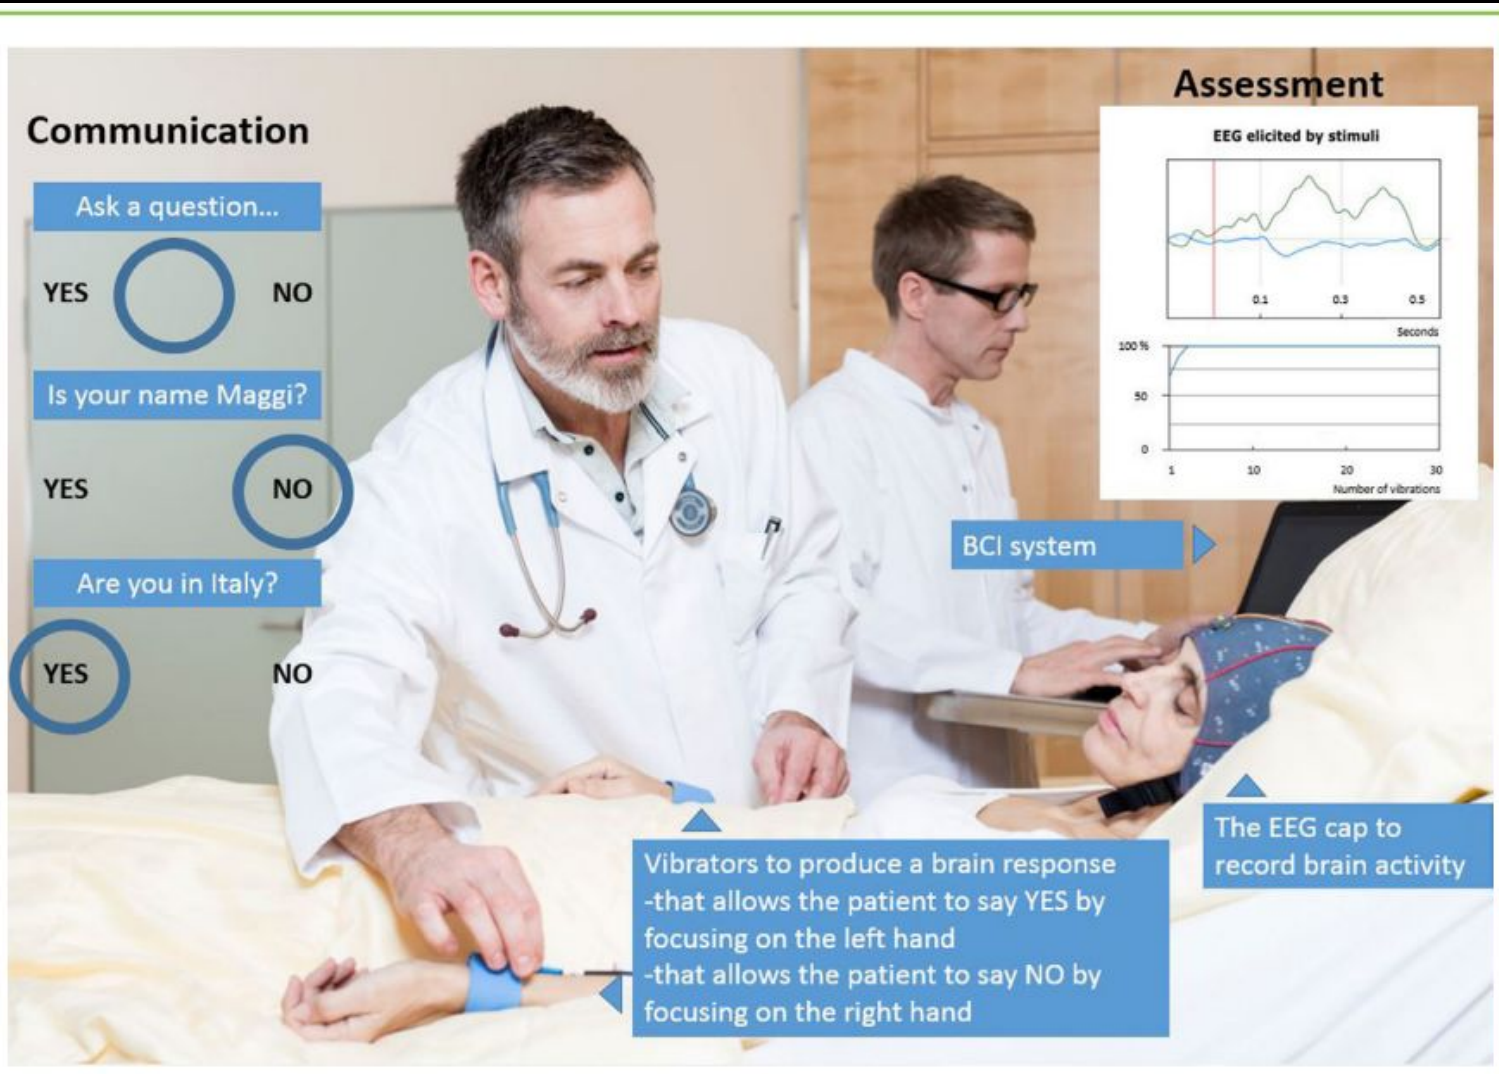 Communication
Ask a question...
YES
NO
Is your name Maggi?
YES
NO
Are you in Italy?
YES
NO
Assessment
EEG elicited by stimuli
0.1
0.3
0.5
Seconds
100 %
50
0
1
10
20
30
Number of vibrations
BCI system
The EEG cap to
record brain activity
Vibrators to produce a brain response
-that allows the patient to say YES by
focusing on the left hand
-that allows the patient to say NO by
focusing on the right hand